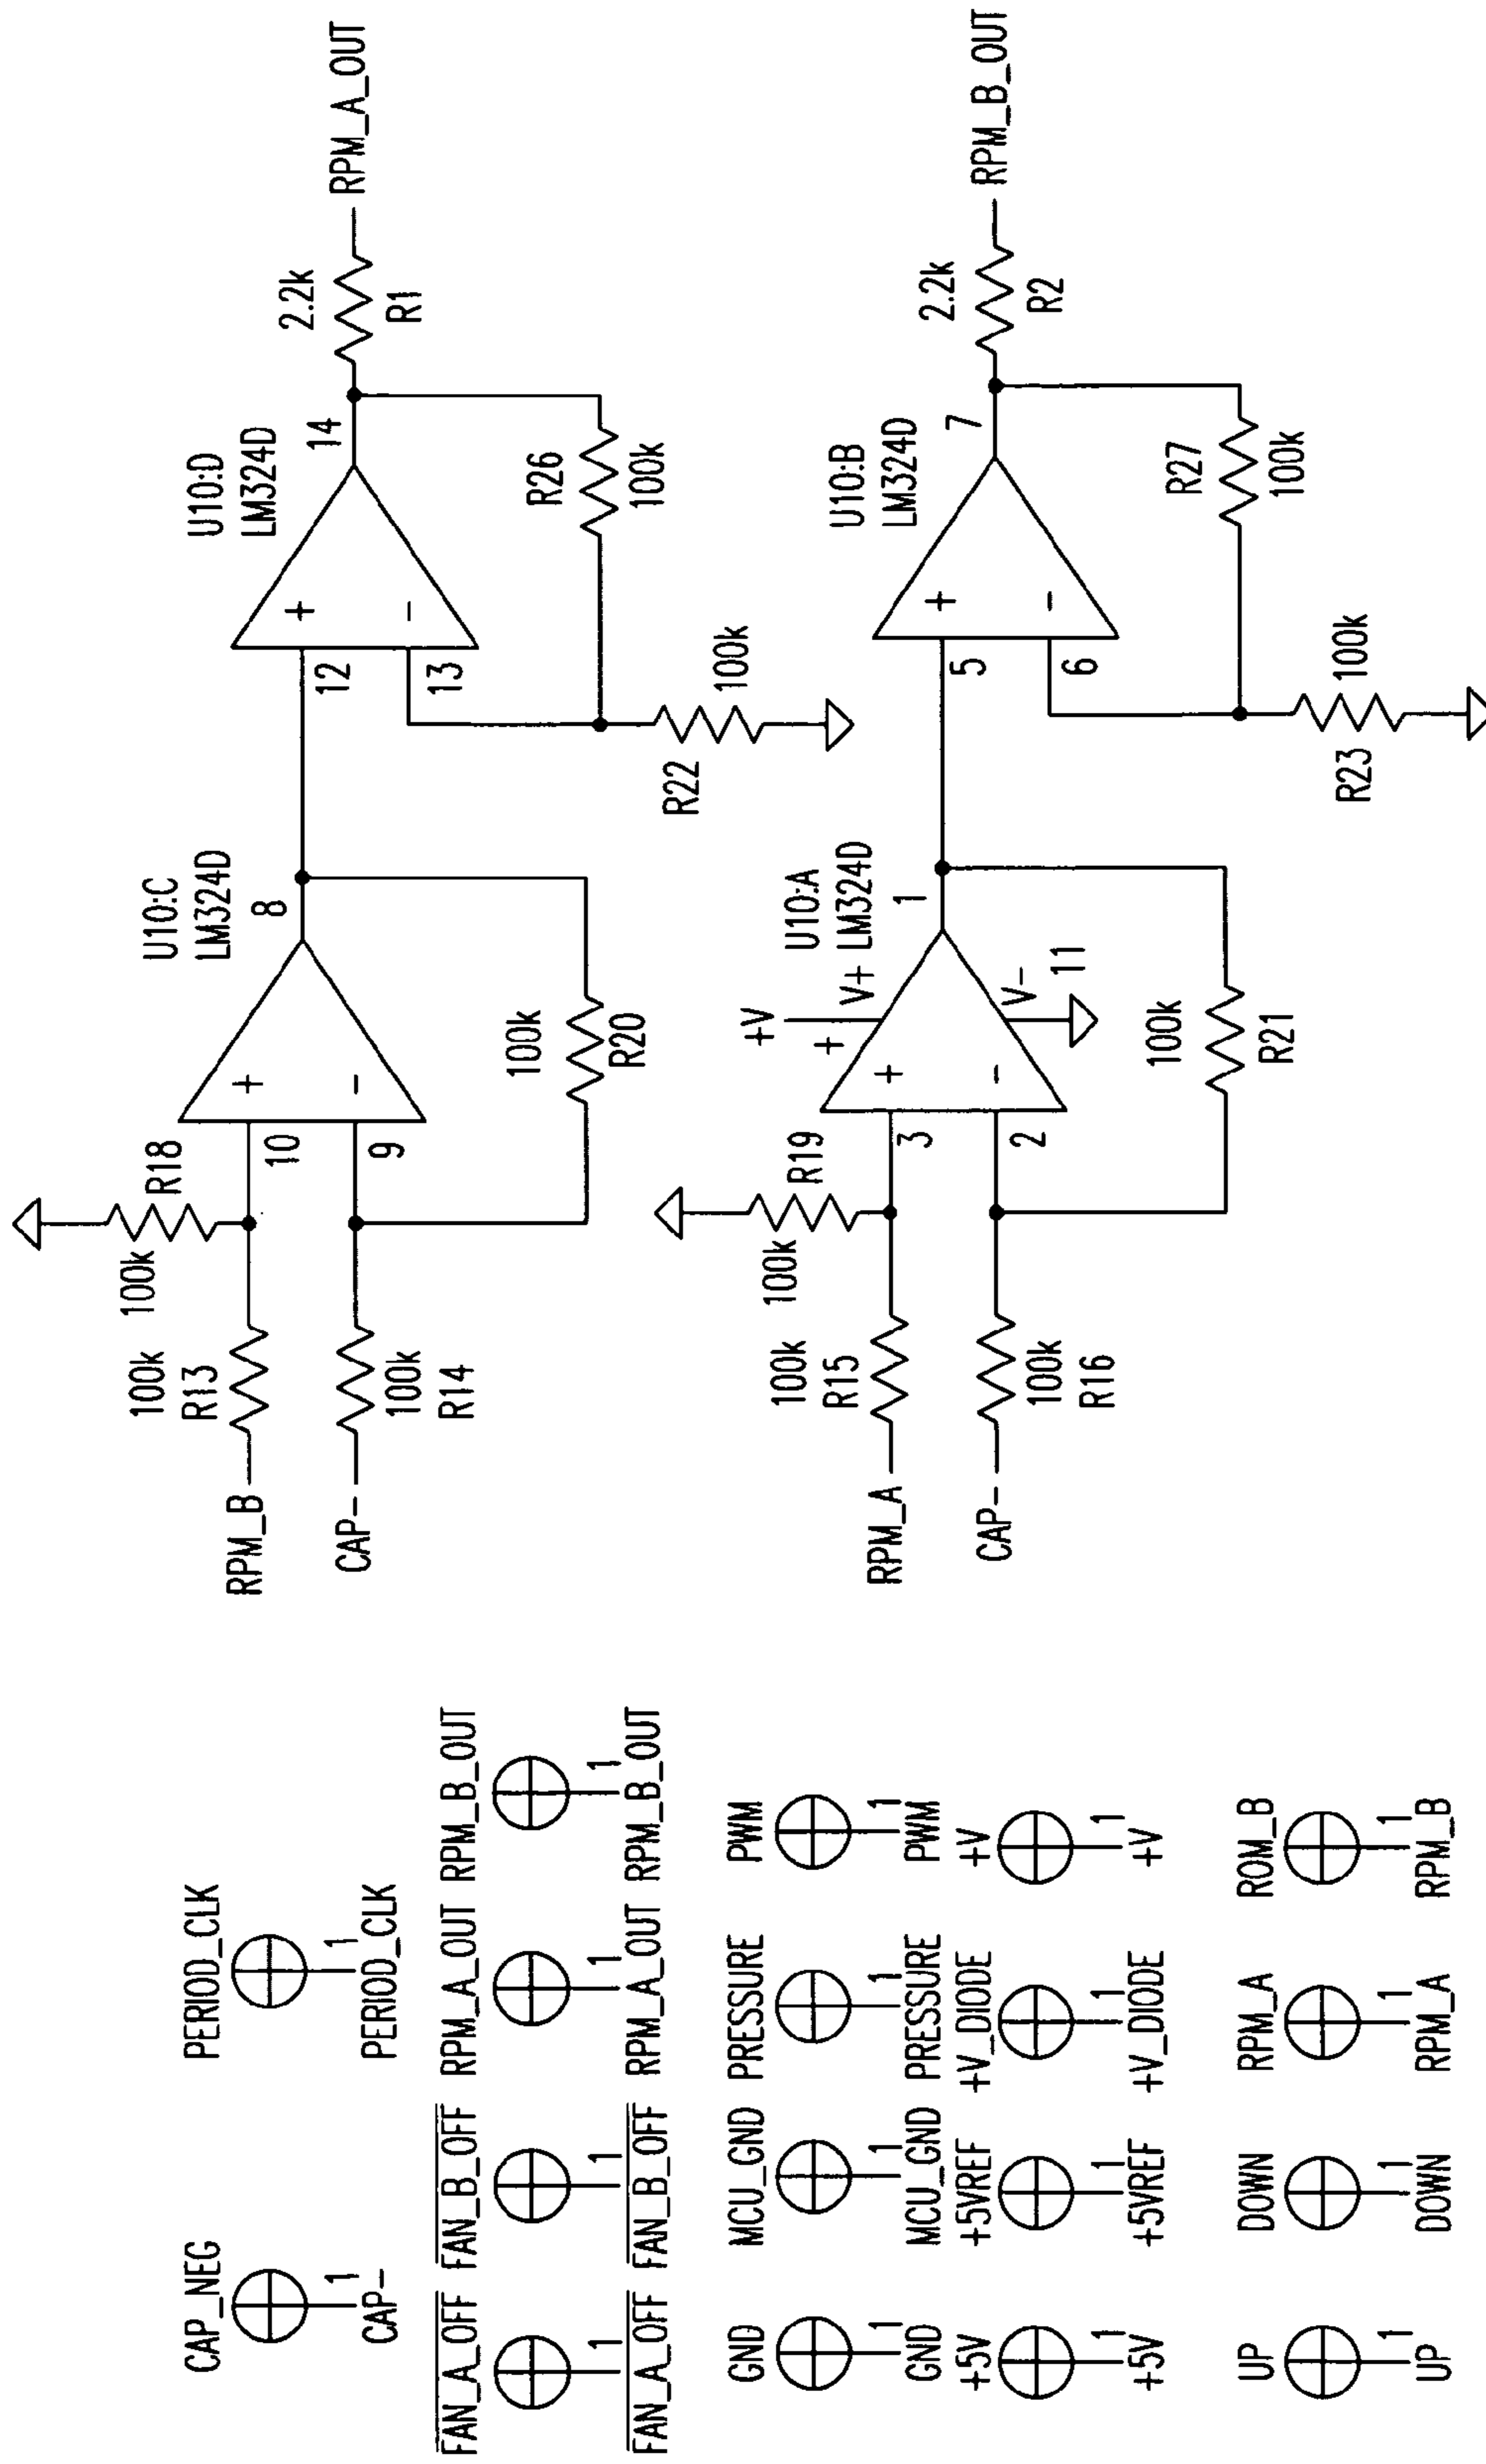 CAP_NEG
1
CAP-
PERIOD_CLK
1
PERIOD_CLK
FAN_A_OFF FAN_B_OFF RPM_A_OUT RPM_B_OUT
1 1 1 1
FAN_A_OFF FAN_B_OFF RPM_A_OUT RPM_B_OUT
GND MCU_GND PRESSURE PWM
1 1 1 1
GND MCU_GND PRESSURE PWM
+5V +5VREF +V_DIODE +V
1 1 1 1
+5V +5VREF +V_DIODE +V
UP DOWN RPM_A ROM_B
1 1 1 1
UP DOWN RPM_A RPM_B
RPM_B
100k
R13
100k
R18
CAP-
100k
R14
10
9
+
-
U10:C
LM324D
8
100k
R20
12
13
+
-
U10:D
LM324D
14
R26
100k
R22
100k
2.2k
R1
RPM_A_OUT
RPM_A
100k
R15
100k
R19
CAP-
100k
R16
3
2
+
-
+V
+
V+
U10:A
LM324D
1
V-
11
100k
R21
5
6
+
-
U10:B
LM324D
7
R27
100k
R23
100k
2.2k
R2
RPM_B_OUT